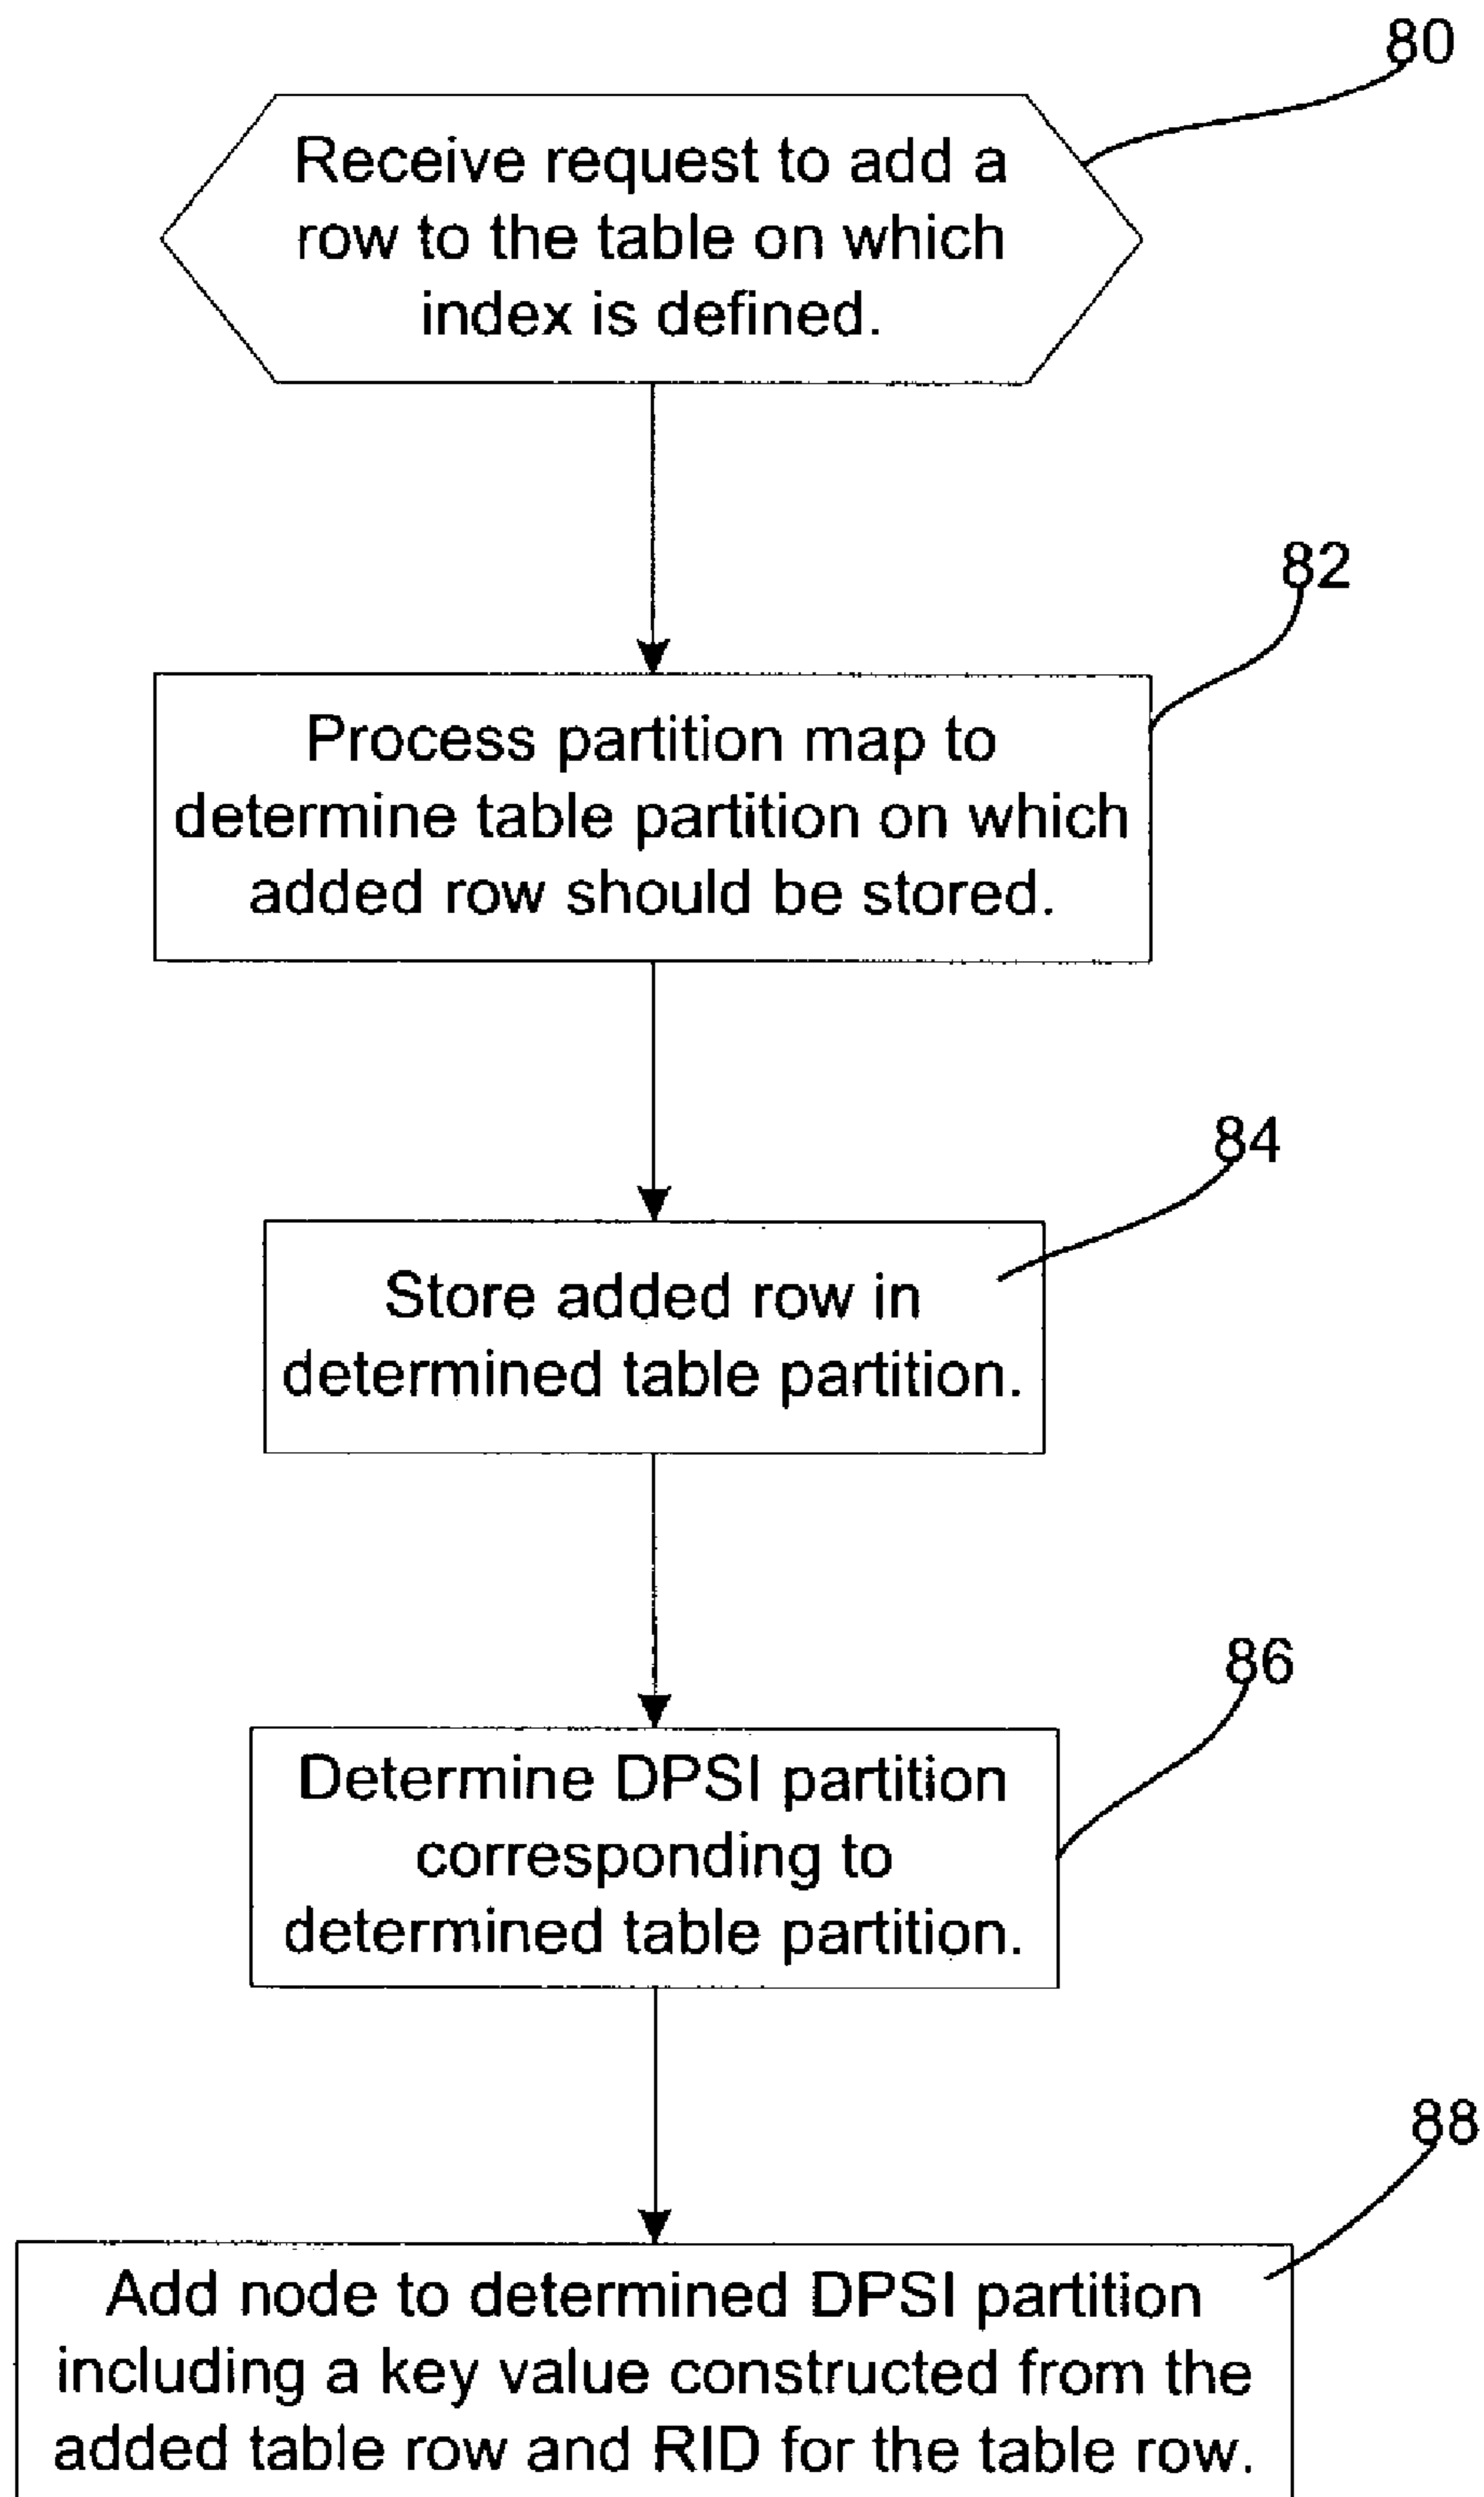 80
Receive request to add a
row to the table on which
index is defined.
82
Process partition map to
determine table partition on which
added row should be stored.
84
Store added row in
determined table partition.
86
Determine DPSI partition
corresponding to
determined table partition.
88
Add node to determined DPSI partition
including a key value constructed from the
added table row and RID for the table row.